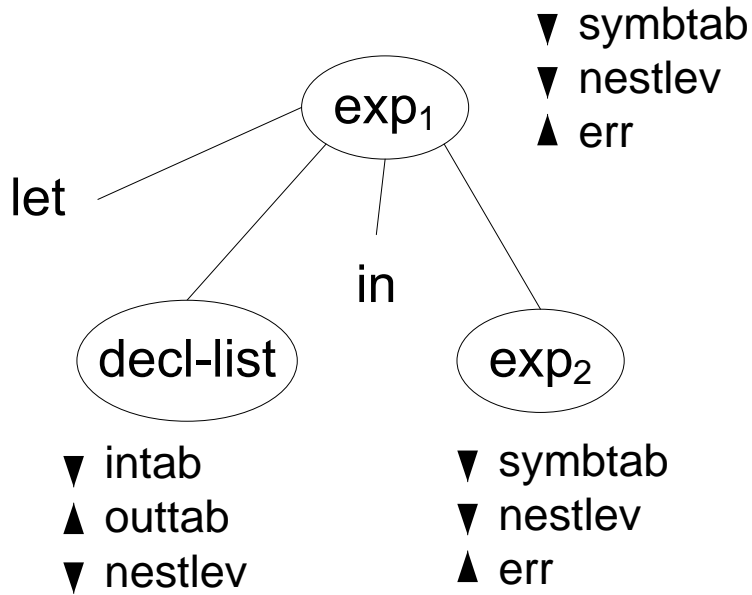 ▼ symbtab
▼ nestlev
▲ err
exp₁
let
in
decl-list
exp₂
▼ intab
▲ outtab
▼ nestlev
▼ symbtab
▼ nestlev
▲ err